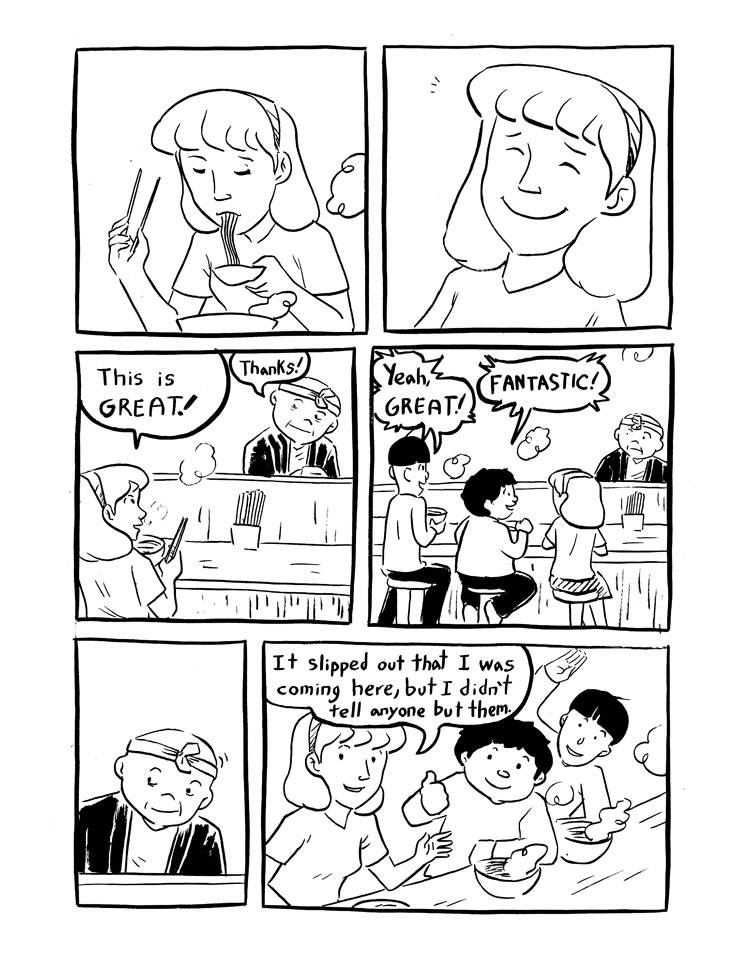 This is
GREAT!
Thanks!
Yeah,
GREAT!
FANTASTIC!
It slipped out that I was
coming here, but I didn't
tell anyone but them.